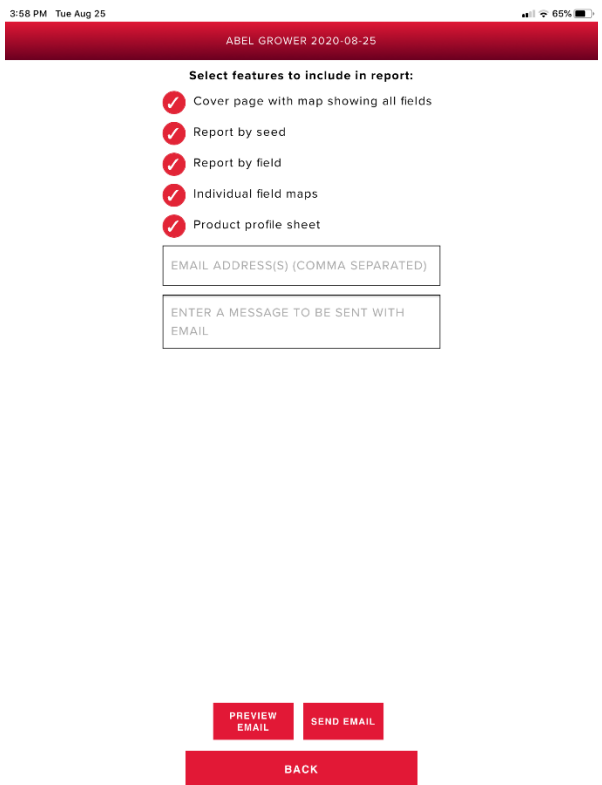 3:58 PM Tue Aug 25
65%
ABEL GROWER 2020-08-25
Select features to include in report:
Cover page with map showing all fields
Report by seed
Report by field
Individual field maps
Product profile sheet
EMAIL ADDRESS(S) (COMMA SEPARATED)
ENTER A MESSAGE TO BE SENT WITH
EMAIL
PREVIEW
EMAIL
SEND EMAIL
BACK